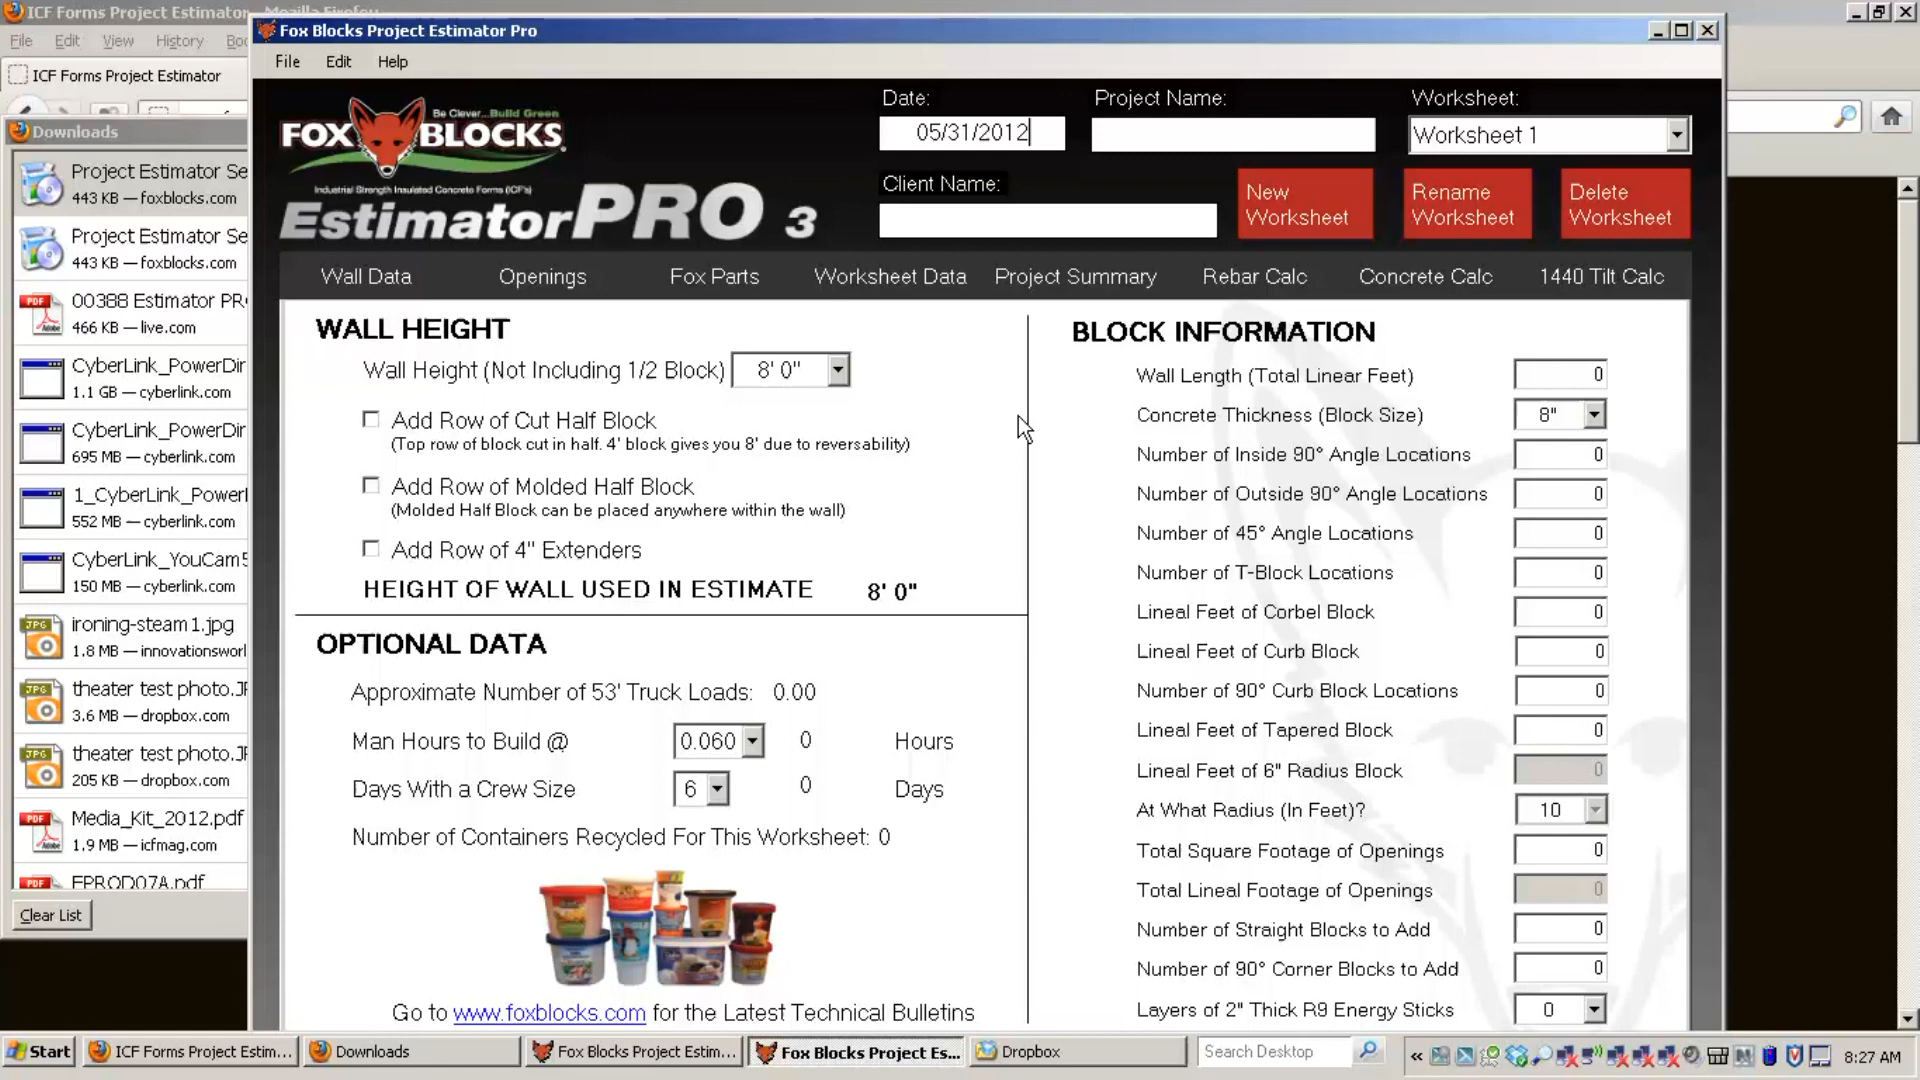 ICF Forms Project Estimator - Mozilla Firefox
File Edit View History
ICF Forms Project Estimator
Downloads
Project Estimator Se
443 KB — foxblocks.com
Project Estimator Se
443 KB — foxblocks.com
00388 Estimator PR
466 KB — live.com
CyberLink_PowerDir
1.1 GB — cyberlink.com
CyberLink_PowerDir
695 MB — cyberlink.com
1_CyberLink_Power
552 MB — cyberlink.com
CyberLink_YouCam5
150 MB — cyberlink.com
ironing-steam1.jpg
1.8 MB — innovationsworl
theater test photo.JP
3.6 MB — dropbox.com
theater test photo.JP
205 KB — dropbox.com
Media_Kit_2012.pdf
1.9 MB — icfmag.com
EPROD07A.pdf
Clear List
Fox Blocks Project Estimator Pro
File Edit Help
Be Clever...Build Green
FOX BLOCKS
Industrial Strength Insulated Concrete Forms (ICF's)
EstimatorPRO 3
Date: Project Name: Worksheet:
05/31/2012 Worksheet 1
Client Name:
New Worksheet
Rename Worksheet
Delete Worksheet
Wall Data Openings Fox Parts Worksheet Data Project Summary Rebar Calc Concrete Calc 1440 Tilt Calc
WALL HEIGHT
Wall Height (Not Including 1/2 Block) 8' 0"
Add Row of Cut Half Block
(Top row of block cut in half. 4' block gives you 8' due to reversability)
Add Row of Molded Half Block
(Molded Half Block can be placed anywhere within the wall)
Add Row of 4" Extenders
HEIGHT OF WALL USED IN ESTIMATE 8' 0"
OPTIONAL DATA
Approximate Number of 53' Truck Loads: 0.00
Man Hours to Build @ 0.060 0 Hours
Days With a Crew Size 6 0 Days
Number of Containers Recycled For This Worksheet: 0
Go to www.foxblocks.com for the Latest Technical Bulletins
BLOCK INFORMATION
Wall Length (Total Linear Feet) 0
Concrete Thickness (Block Size) 8"
Number of Inside 90° Angle Locations 0
Number of Outside 90° Angle Locations 0
Number of 45° Angle Locations 0
Number of T-Block Locations 0
Lineal Feet of Corbel Block 0
Lineal Feet of Curb Block 0
Number of 90° Curb Block Locations 0
Lineal Feet of Tapered Block 0
Lineal Feet of 6" Radius Block 0
At What Radius (In Feet)? 10
Total Square Footage of Openings 0
Total Lineal Footage of Openings 0
Number of Straight Blocks to Add 0
Number of 90° Corner Blocks to Add 0
Layers of 2" Thick R9 Energy Sticks 0
Start ICF Forms Project Estim... Downloads Fox Blocks Project Estim... Fox Blocks Project Es... Dropbox Search Desktop « 8:27 AM